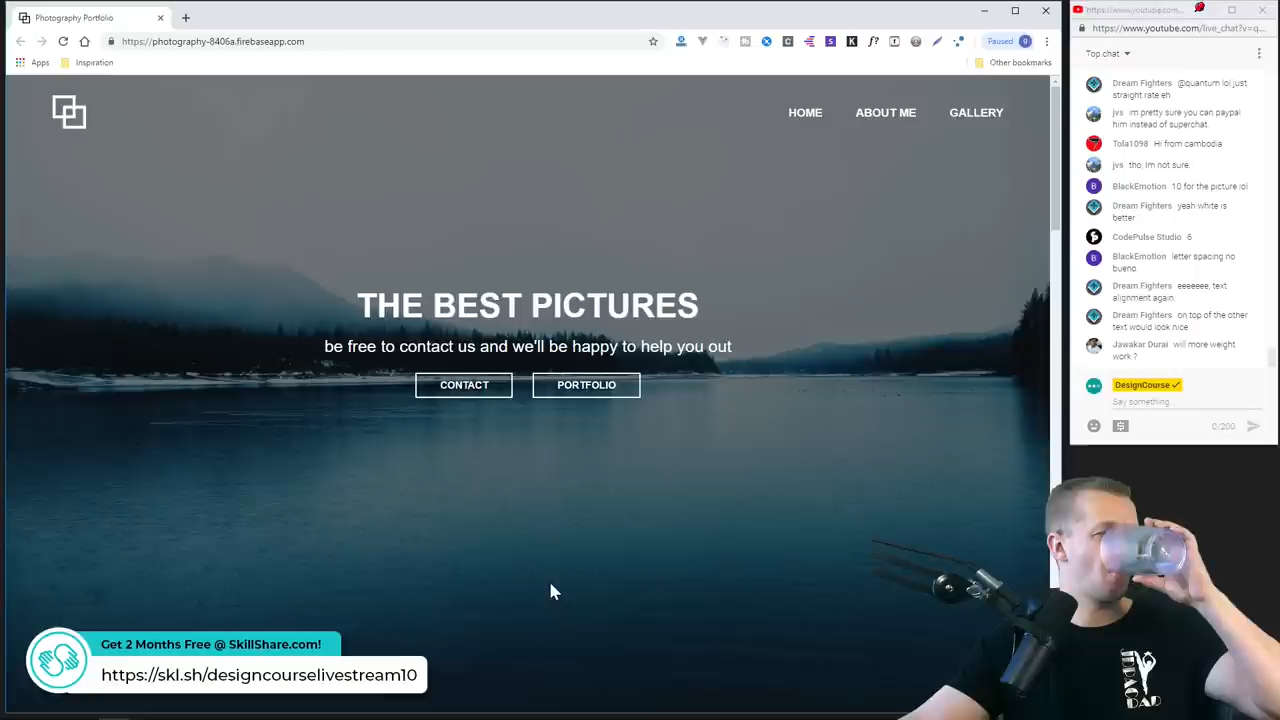 Photography Portfolio
https://photography-8406a.firebaseapp.com
Paused
Apps
Inspiration
Other bookmarks
HOME
ABOUT ME
GALLERY
THE BEST PICTURES
be free to contact us and we'll be happy to help you out
CONTACT
PORTFOLIO
Get 2 Months Free @ SkillShare.com!
https://skl.sh/designcourselivestream10
https://www.youtube.com/live_chat?v=q...
Top chat
Dream Fighters @quantum lol just
straight rate eh
jvs im pretty sure you can paypal
him instead of superchat.
Tola1098 Hi from cambodia
jvs tho, Im not sure.
BlackEmotion 10 for the picture lol
Dream Fighters yeah white is
better
CodePulse Studio 6
BlackEmotion letter spacing no
bueno
Dream Fighters eeeeeee, text
alignment again.
Dream Fighters on top of the other
text would look nice
Jawakar Durai will more weight
work ?
DesignCourse
Say something...
0/200